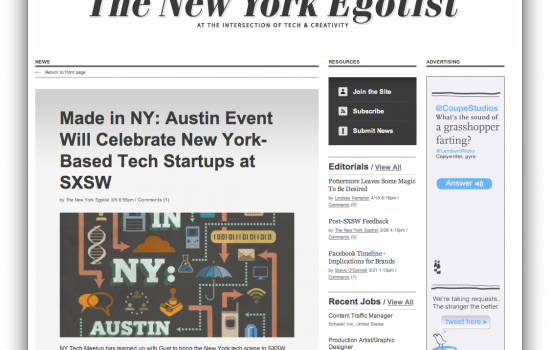 The New York Egotist
AT THE INTERSECTION OF TECH & CREATIVITY
NEWS
← Return to front page
Made in NY: Austin Event
Will Celebrate New York-
Based Tech Startups at
SXSW
by The New York Egotist 3/5 6:55pm / Comments (1)
IN
NY:
AUSTIN
NY Tech Meetup has teamed up with Gust to bring the New York tech scene to SXSW.
RESOURCES
Join the Site
Subscribe
Submit News
Editorials / View All
Pottermore Leaves Some Magic
To Be Desired
by Lindsey Kempton 4/18 8:16pm /
Comments (0)
Post-SXSW Feedback
by The New York Egotist 3/26 4:16pm /
Comments (0)
Facebook Timeline -
Implications for Brands
by Steve O'Connell 3/21 1:13pm /
Comments (0)
Recent Jobs / View All
Content Traffic Manager
Schawk! Inc, United States
Production Artist/Graphic
Designer
ADVERTISING
@CoupeStudios
What's the sound of
a grasshopper
farting?
Copywriter, gyro
Answer
We're taking requests.
The stranger the better.
tweet here